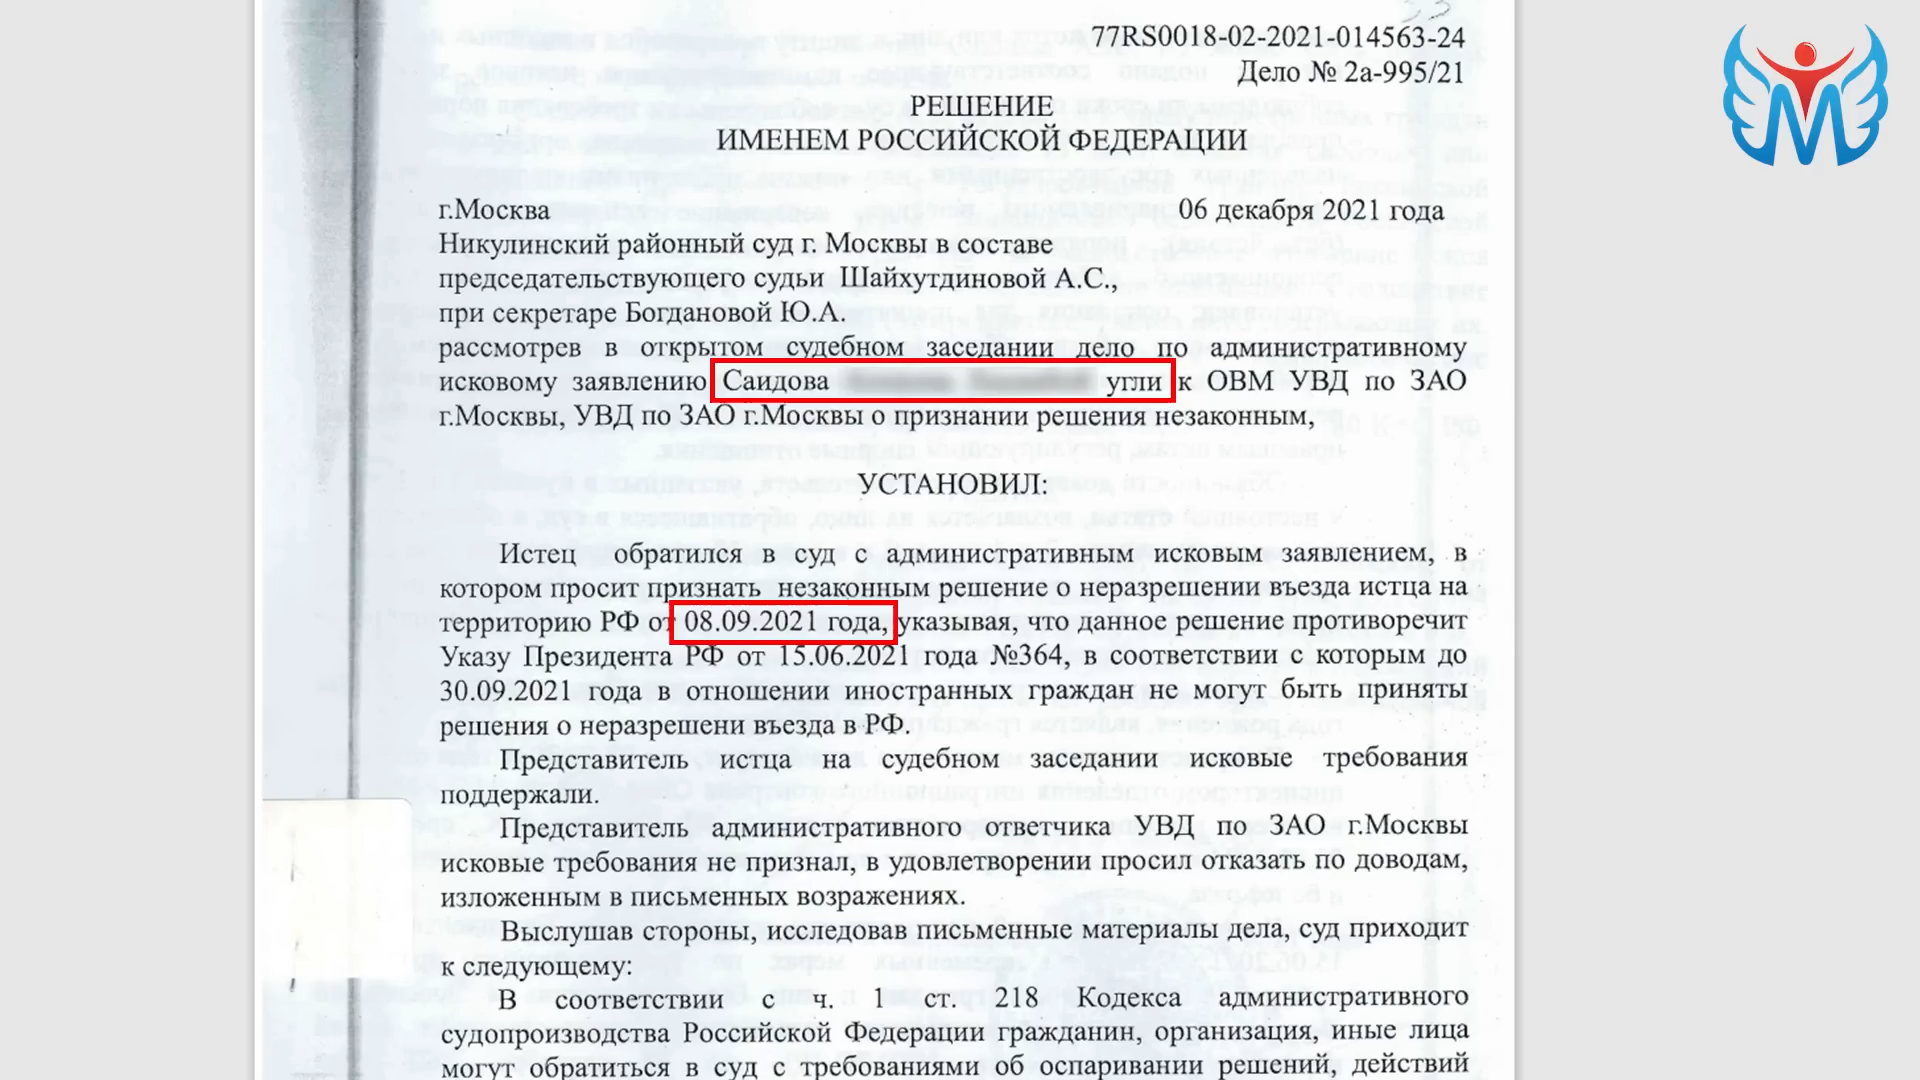 77RS0018-02-2021-014563-24
Дело № 2а-995/21
РЕШЕНИЕ
ИМЕНЕМ РОССИЙСКОЙ ФЕДЕРАЦИИ
г.Москва 06 декабря 2021 года
Никулинский районный суд г. Москвы в составе
председательствующего судьи Шайхутдиновой А.С.,
при секретаре Богдановой Ю.А.
рассмотрев в открытом судебном заседании дело по административному
исковому заявлению Саидова угли к ОВМ УВД по ЗАО
г.Москвы, УВД по ЗАО г.Москвы о признании решения незаконным,
УСТАНОВИЛ:
Истец обратился в суд с административным исковым заявлением, в
котором просит признать незаконным решение о неразрешении въезда истца на
территорию РФ от 08.09.2021 года, указывая, что данное решение противоречит
Указу Президента РФ от 15.06.2021 года №364, в соответствии с которым до
30.09.2021 года в отношении иностранных граждан не могут быть приняты
решения о неразрешени въезда в РФ.
Представитель истца на судебном заседании исковые требования
поддержали.
Представитель административного ответчика УВД по ЗАО г.Москвы
исковые требования не признал, в удовлетворении просил отказать по доводам,
изложенным в письменных возражениях.
Выслушав стороны, исследовав письменные материалы дела, суд приходит
к следующему:
В соответствии с ч. 1 ст. 218 Кодекса административного
судопроизводства Российской Федерации гражданин, организация, иные лица
могут обратиться в суд с требованиями об оспаривании решений, действий